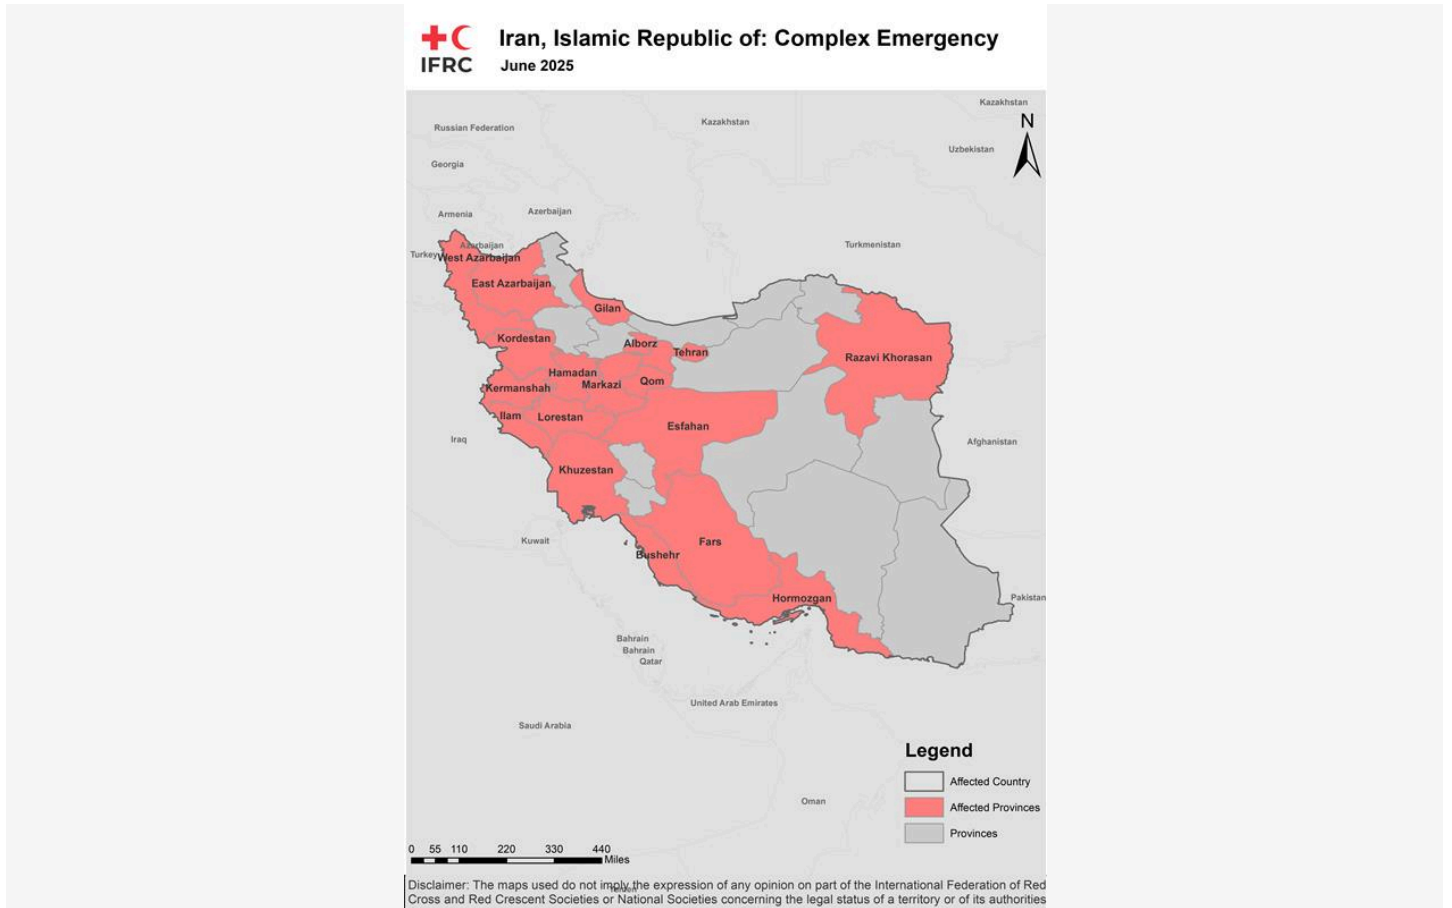 Iran, Islamic Republic of: Complex Emergency
IFRC
June 2025
Kazakhstan
N
Kazakhstan
Russian Federation
Uzbekistan
Georgia
Armenia
Azerbaijan
Azerbaijan
Turkmenistan
Turkey
West Azarbaijan
East Azarbaijan
Gilan
Kordestan
Alborz
Tehran
Razavi Khorasan
Hamadan
Markazi
Qom
Kermanshah
Ilam
Lorestan
Esfahan
Iraq
Afghanistan
Khuzestan
Kuwait
Fars
Bushehr
Hormozgan
Pakistan
Bahrain
Bahrain
Qatar
United Arab Emirates
Saudi Arabia
Oman
Legend
Affected Country
Affected Provinces
Provinces
0 55 110 220 330 440
Miles
Disclaimer: The maps used do not imply the expression of any opinion on part of the International Federation of Red
Cross and Red Crescent Societies or National Societies concerning the legal status of a territory or of its authorities